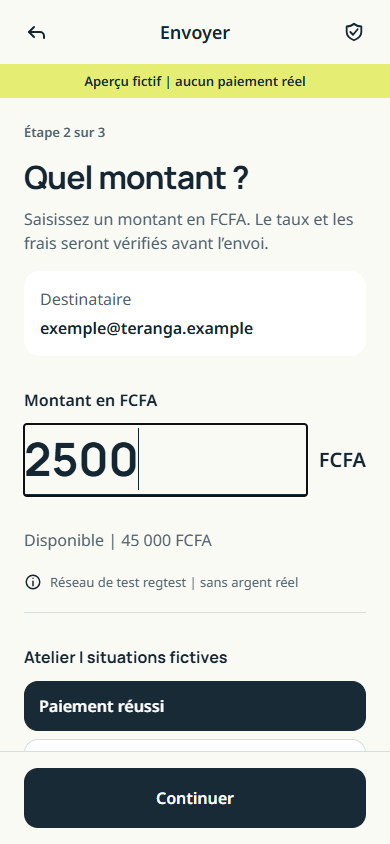 Envoyer
Aperçu fictif | aucun paiement réel
Étape 2 sur 3
Quel montant ?
Saisissez un montant en FCFA. Le taux et les
frais seront vérifiés avant l’envoi.
Destinataire
exemple@teranga.example
Montant en FCFA
2500
FCFA
Disponible | 45 000 FCFA
Réseau de test regtest | sans argent réel
Atelier | situations fictives
Paiement réussi
Continuer